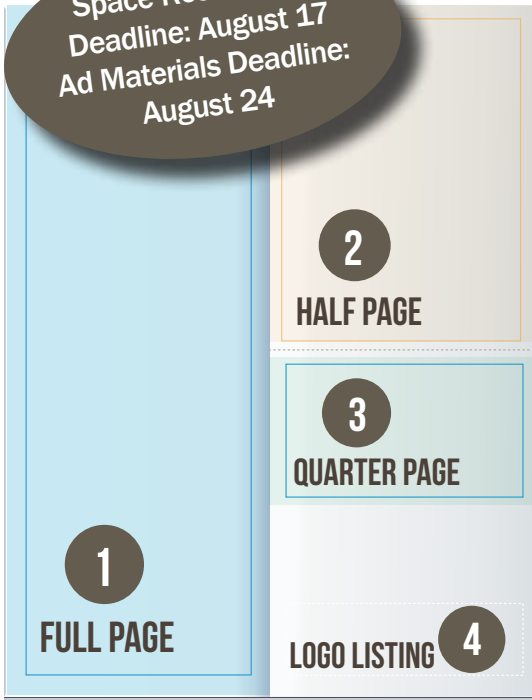 Space
Deadline: August 17
Ad Materials Deadline:
August 24
2
HALF PAGE
3
QUARTER PAGE
1
FULL PAGE
LOGO LISTING 4